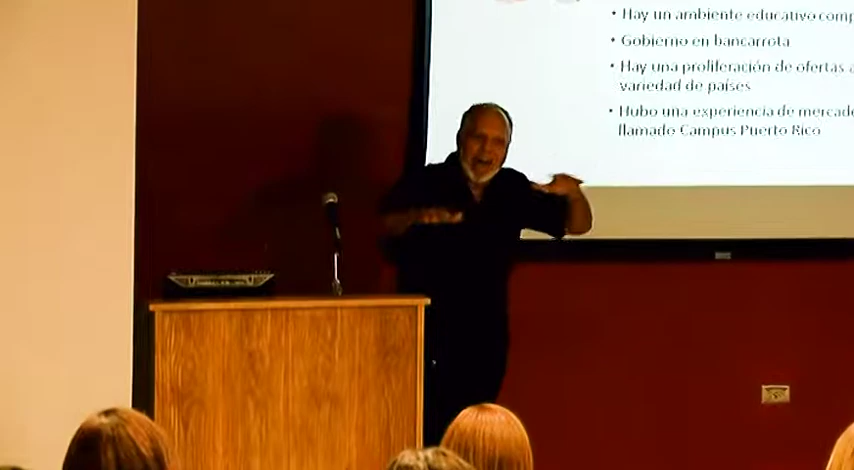 • Hay un ambiente educativo
• Gobierno en bancarrota
• Hay una proliferación de ofertas
variedad de países
• Hubo una experiencia de mercade
llamado Campus Puerto Rico